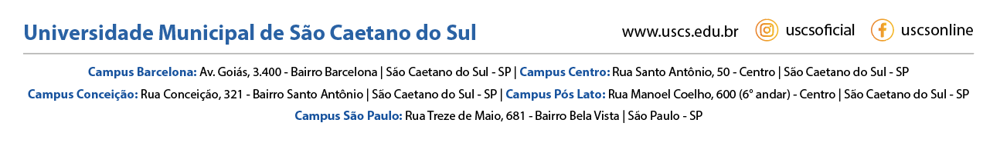 Universidade Municipal de São Caetano do Sul www.uscs.edu.br uscsoficial uscsonline
Campus Barcelona: Av. Goiás, 3.400 - Bairro Barcelona | São Caetano do Sul - SP | Campus Centro: Rua Santo Antônio, 50 - Centro | São Caetano do Sul - SP
Campus Conceição: Rua Conceição, 321 - Bairro Santo Antônio | São Caetano do Sul - SP | Campus Pós Lato: Rua Manoel Coelho, 600 (6° andar) - Centro | São Caetano do Sul - SP
Campus São Paulo: Rua Treze de Maio, 681 - Bairro Bela Vista | São Paulo - SP